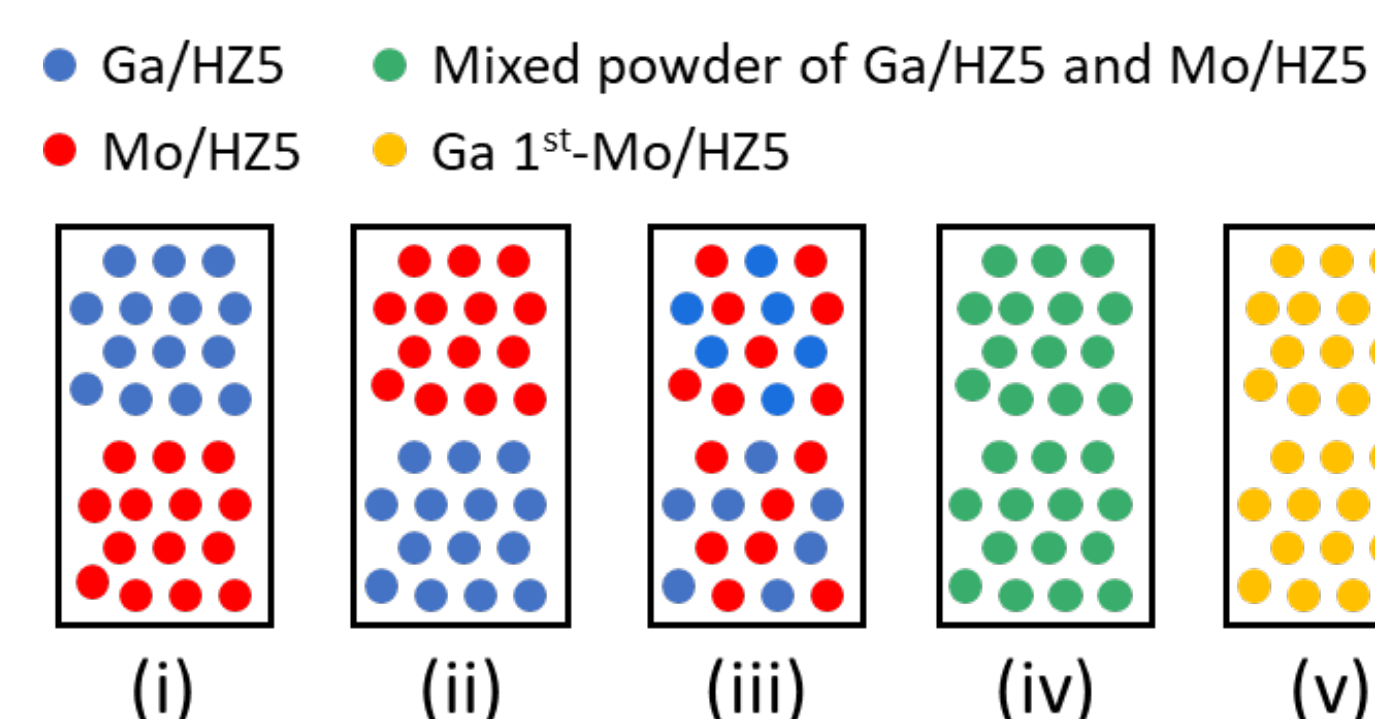 Ga/HZ5
Mixed powder of Ga/HZ5 and Mo/HZ5
Mo/HZ5
Ga 1st-Mo/HZ5
(i) (ii) (iii) (iv) (v)